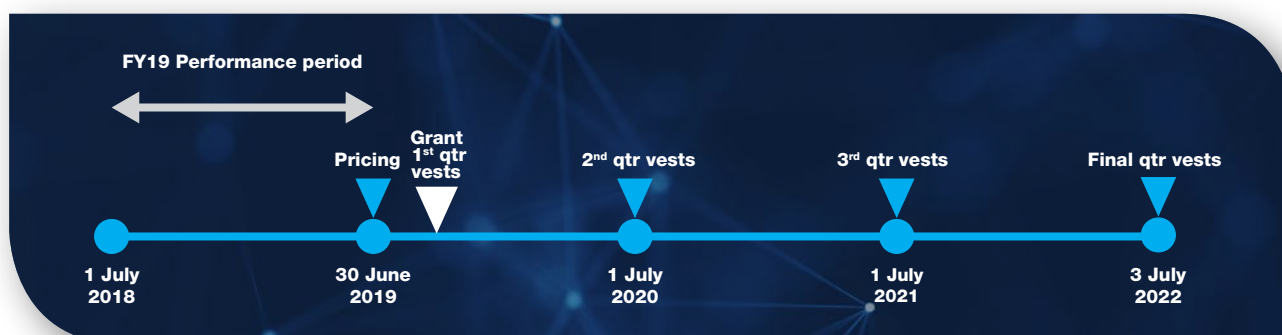 FY19 Performance period
Pricing
Grant
1st qtr
vests
2nd qtr vests
3rd qtr vests
Final qtr vests
1 July
2018
30 June
2019
1 July
2020
1 July
2021
3 July
2022